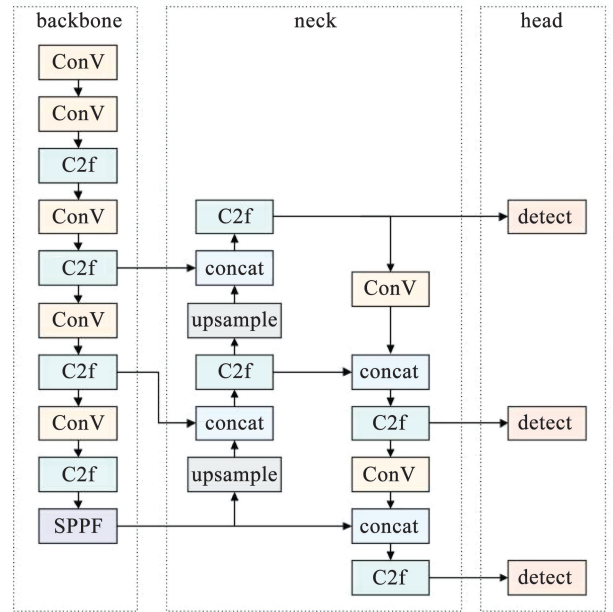 backbone
neck
head
ConV
ConV
C2f
ConV
C2f
ConV
C2f
ConV
C2f
SPPF
C2f
concat
upsample
C2f
concat
upsample
ConV
concat
C2f
ConV
concat
C2f
detect
detect
detect